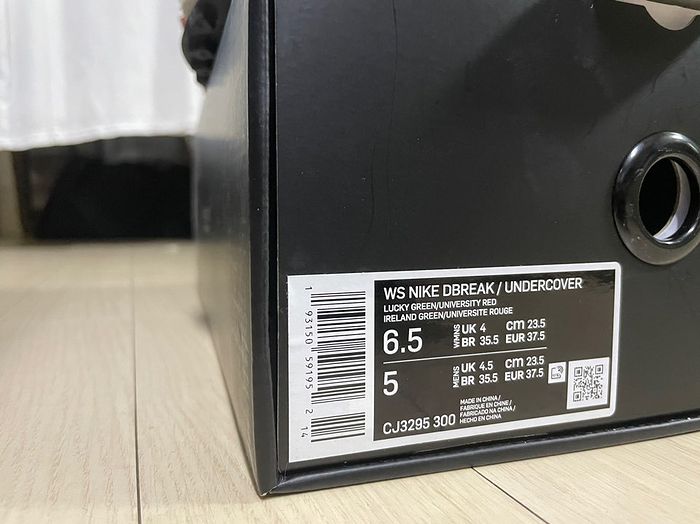 WS NIKE DBREAK / UNDERCOVER
LUCKY GREEN/UNIVERSITY RED
IRELAND GREEN/UNIVERSITE ROUGE
6.5 WMNS UK 4 cm 23.5
BR 35.5 EUR 37.5
5 MENS UK 4.5 cm 23.5
BR 35.5 EUR 37.5
MADE IN CHINA /
FABRIQUE EN CHINE /
FABRICADO NA CHINA /
HECHO EN CHINA
CJ3295 300
1 93150 59195 2 14